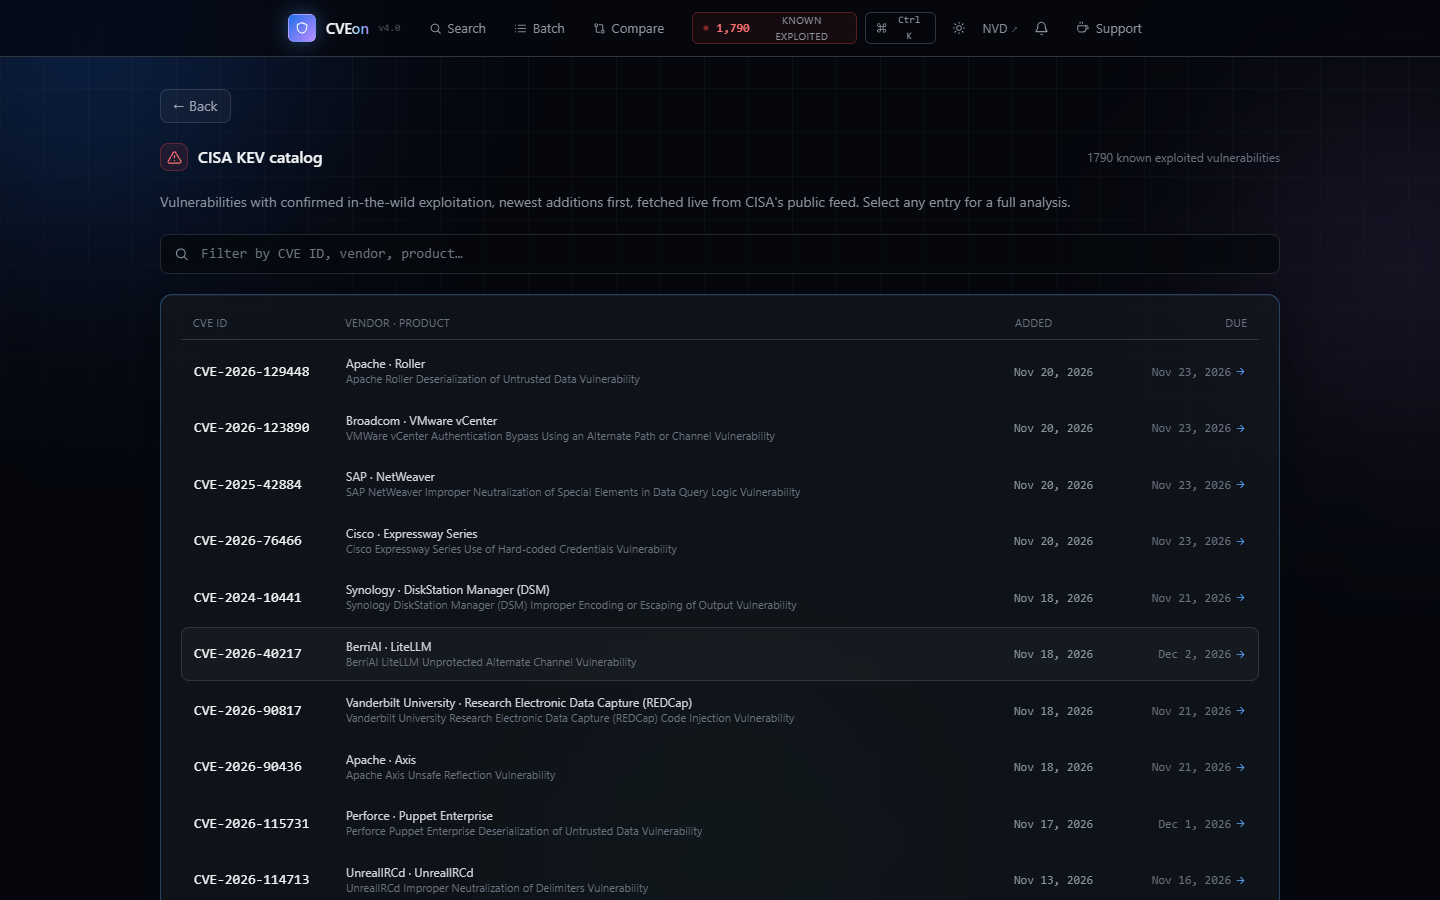 CVEon v4.0 Search Batch Compare 1,790 KNOWN EXPLOITED ⌘ Ctrl K NVD ↗ Support
← Back
CISA KEV catalog
1790 known exploited vulnerabilities
Vulnerabilities with confirmed in-the-wild exploitation, newest additions first, fetched live from CISA's public feed. Select any entry for a full analysis.
Filter by CVE ID, vendor, product…
CVE ID VENDOR · PRODUCT ADDED DUE
CVE-2026-129448 Apache · Roller Nov 20, 2026 Nov 23, 2026 →
Apache Roller Deserialization of Untrusted Data Vulnerability
CVE-2026-123890 Broadcom · VMware vCenter Nov 20, 2026 Nov 23, 2026 →
VMWare vCenter Authentication Bypass Using an Alternate Path or Channel Vulnerability
CVE-2025-42884 SAP · NetWeaver Nov 20, 2026 Nov 23, 2026 →
SAP NetWeaver Improper Neutralization of Special Elements in Data Query Logic Vulnerability
CVE-2026-76466 Cisco · Expressway Series Nov 20, 2026 Nov 23, 2026 →
Cisco Expressway Series Use of Hard-coded Credentials Vulnerability
CVE-2024-10441 Synology · DiskStation Manager (DSM) Nov 18, 2026 Nov 21, 2026 →
Synology DiskStation Manager (DSM) Improper Encoding or Escaping of Output Vulnerability
CVE-2026-40217 BerriAI · LiteLLM Nov 18, 2026 Dec 2, 2026 →
BerriAI LiteLLM Unprotected Alternate Channel Vulnerability
CVE-2026-90817 Vanderbilt University · Research Electronic Data Capture (REDCap) Nov 18, 2026 Nov 21, 2026 →
Vanderbilt University Research Electronic Data Capture (REDCap) Code Injection Vulnerability
CVE-2026-90436 Apache · Axis Nov 18, 2026 Nov 21, 2026 →
Apache Axis Unsafe Reflection Vulnerability
CVE-2026-115731 Perforce · Puppet Enterprise Nov 17, 2026 Dec 1, 2026 →
Perforce Puppet Enterprise Deserialization of Untrusted Data Vulnerability
CVE-2026-114713 UnrealIRCd · UnrealIRCd Nov 13, 2026 Nov 16, 2026 →
UnrealIRCd Improper Neutralization of Delimiters Vulnerability